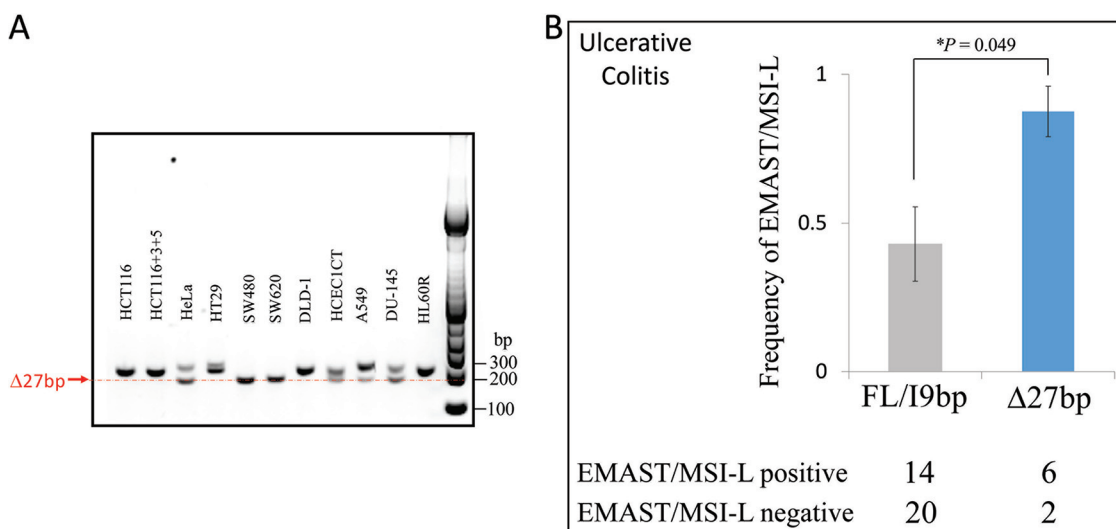 A
HCT116
HCT116+3+5
HeLa
HT29
SW480
SW620
DLD-1
HCEC1CT
A549
DU-145
HL60R
bp
300
200
100
Δ27bp
B
Ulcerative
Colitis
*P = 0.049
Frequency of EMAST/MSI-L
1
0.5
0
FL/I9bp
Δ27bp
EMAST/MSI-L positive 14 6
EMAST/MSI-L negative 20 2